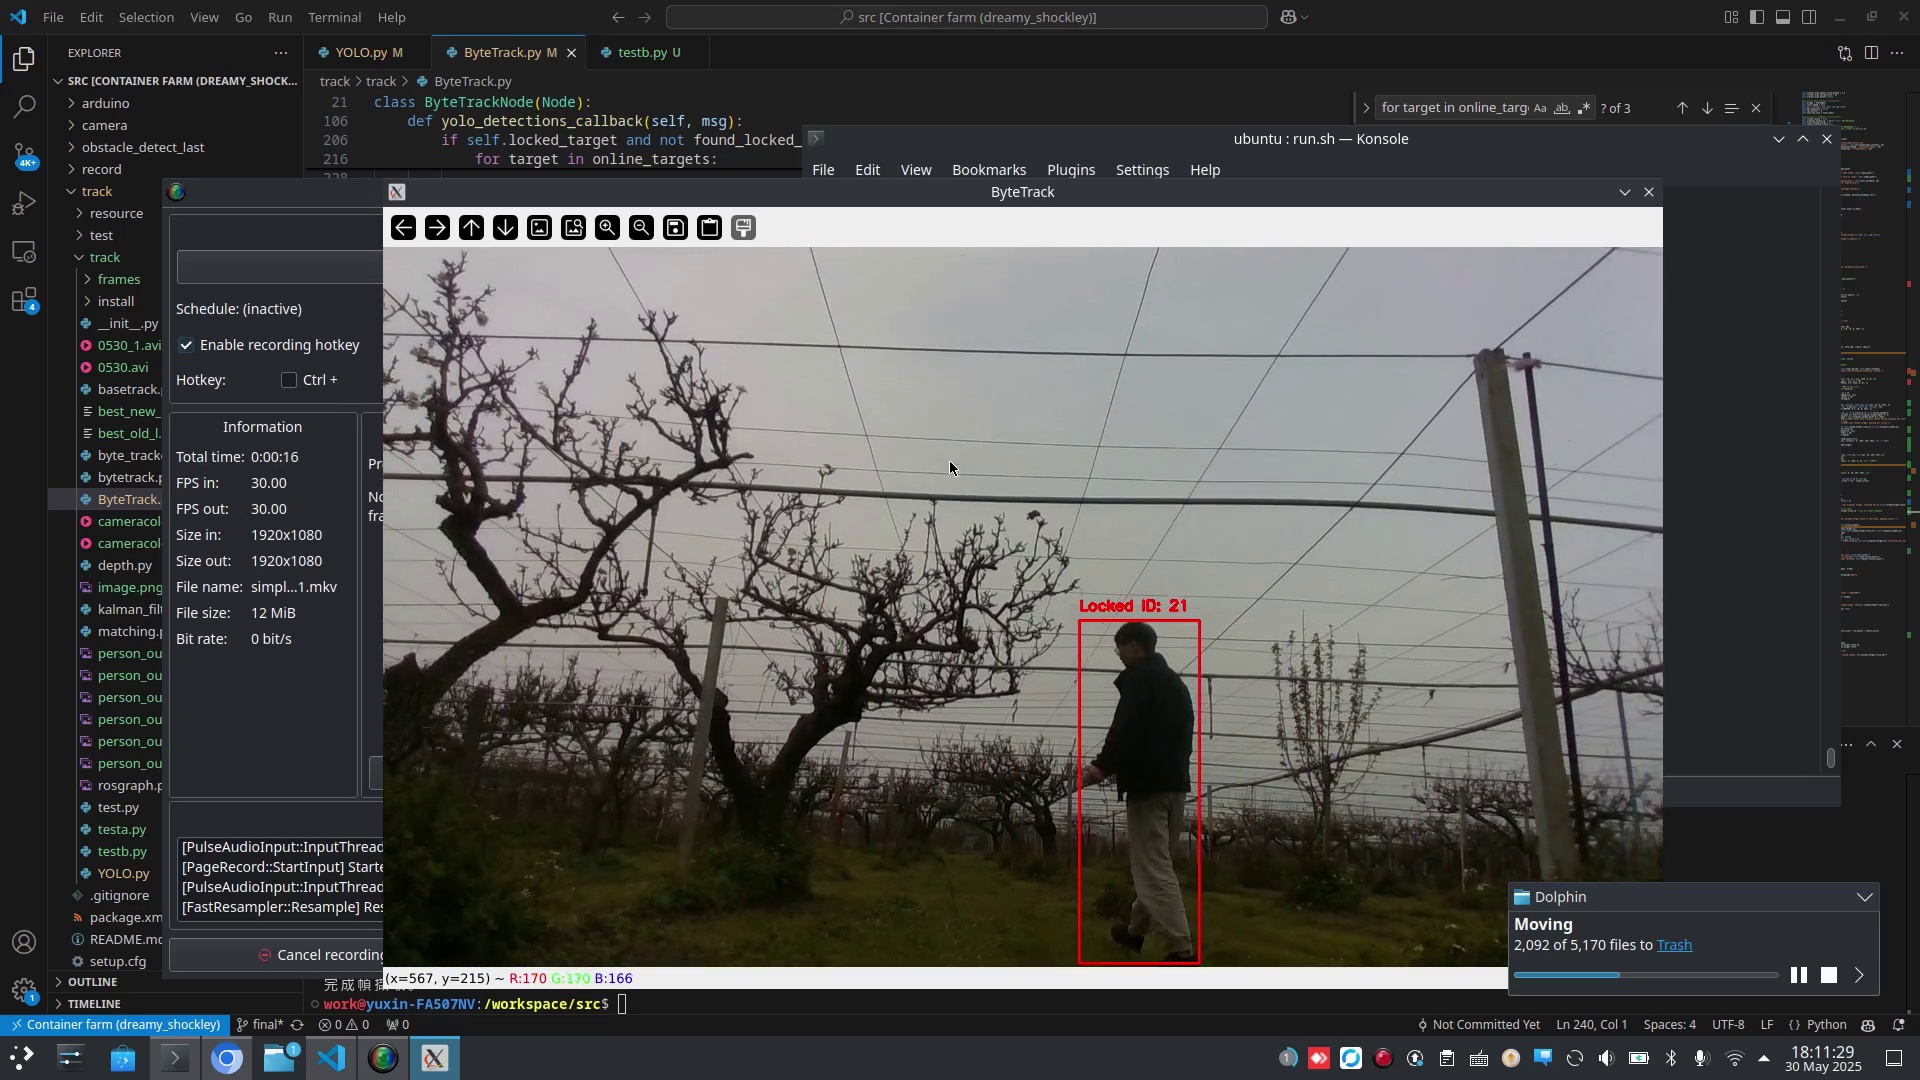 File Edit Selection View Go Run Terminal Help
src [Container farm (dreamy_shockley)]
EXPLORER
SRC [CONTAINER FARM (DREAMY_SHOCK...
arduino
camera
obstacle_detect_last
record
track
resource
test
track
frames
install
__init__.py
0530_1.avi
0530.avi
basetrack.
best_new_
best_old_l.
byte_track
bytetrack.p
ByteTrack.
cameracol
cameracol
depth.py
image.png
kalman_filt
matching.p
person_ou
person_ou
person_ou
person_ou
person_ou
person_ou
rosgraph.p
test.py
testa.py
testb.py
YOLO.py
.gitignore
package.xm
README.md
setup.cfg
OUTLINE
TIMELINE
4K+
4
1
YOLO.py M
ByteTrack.py M
testb.py U
track > track > ByteTrack.py
21 class ByteTrackNode(Node):
106 def yolo_detections_callback(self, msg):
206 if self.locked_target and not found_locked_
216 for target in online_targets:
for target in online_targ Aa ab ? of 3
ubuntu : run.sh — Konsole
File Edit View Bookmarks Plugins Settings Help
ByteTrack
Schedule: (inactive)
Enable recording hotkey
Hotkey: Ctrl +
Information
Total time: 0:00:16
FPS in: 30.00
FPS out: 30.00
Size in: 1920x1080
Size out: 1920x1080
File name: simpl...1.mkv
File size: 12 MiB
Bit rate: 0 bit/s
Pr
No
fra
[PulseAudioInput::InputThread
[PageRecord::StartInput] Starte
[PulseAudioInput::InputThread
[FastResampler::Resample] Res
Cancel recording
Locked ID: 21
(x=567, y=215) ~ R:170 G:170 B:166
work@yuxin-FA507NV:/workspace/src$
Dolphin
Moving
2,092 of 5,170 files to Trash
Container farm (dreamy_shockley) final* 0 0 0
Not Committed Yet Ln 240, Col 1 Spaces: 4 UTF-8 LF Python
1
1
18:11:29
30 May 2025